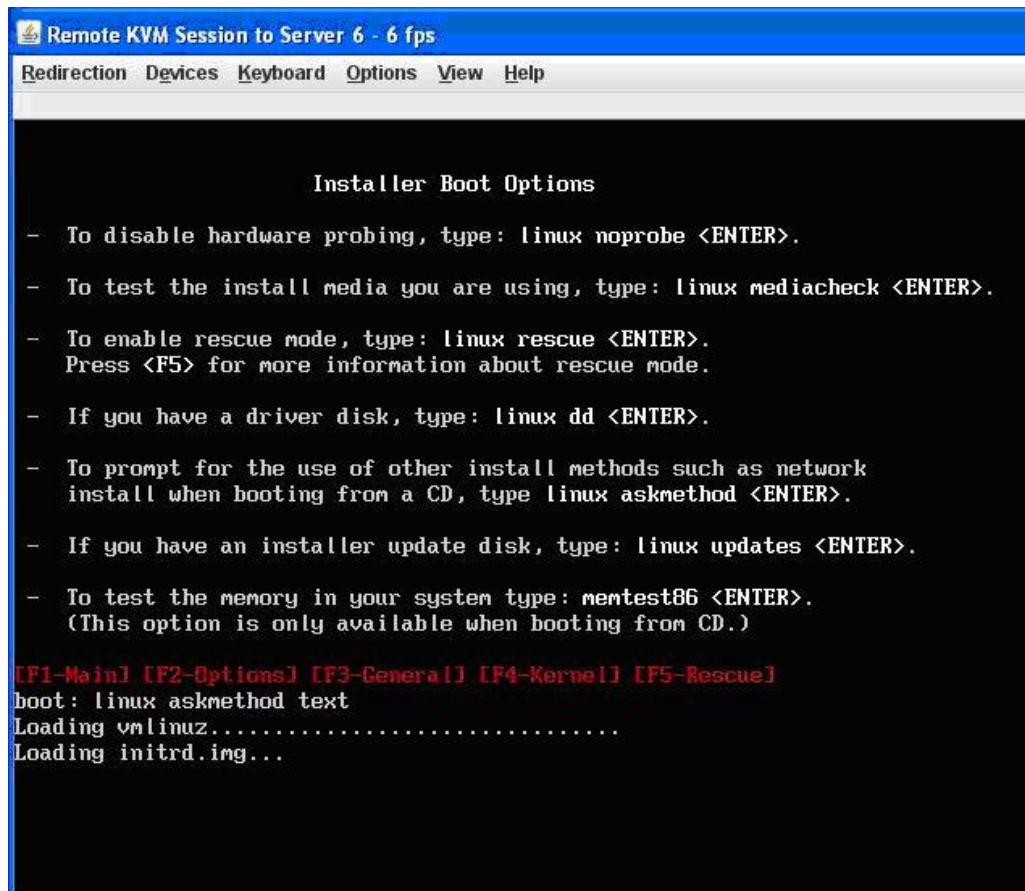 Remote KVM Session to Server 6 - 6 fps
Redirection Devices Keyboard Options View Help
Installer Boot Options
- To disable hardware probing, type: linux noprobe <ENTER>.
- To test the install media you are using, type: linux mediacheck <ENTER>.
- To enable rescue mode, type: linux rescue <ENTER>.
Press <F5> for more information about rescue mode.
- If you have a driver disk, type: linux dd <ENTER>.
- To prompt for the use of other install methods such as network
install when booting from a CD, type linux askmethod <ENTER>.
- If you have an installer update disk, type: linux updates <ENTER>.
- To test the memory in your system type: memtest86 <ENTER>.
(This option is only available when booting from CD.)
[F1-Main] [F2-Options] [F3-General] [F4-Kernel] [F5-Rescue]
boot: linux askmethod text
Loading vmlinuz................................
Loading initrd.img...